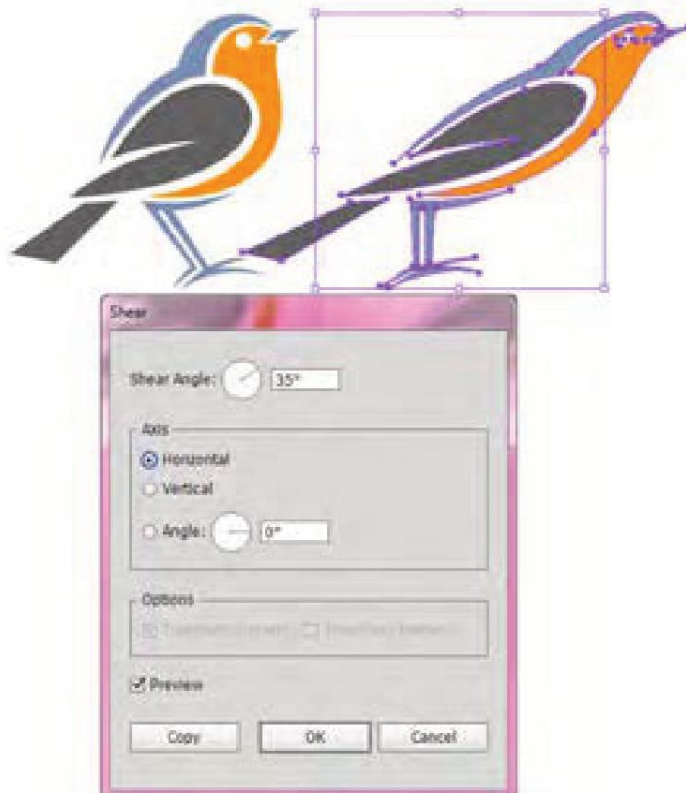 Shear
Shear Angle: 35°
Axis
Horizontal
Vertical
Angle: 0°
Options
Preview
Copy OK Cancel